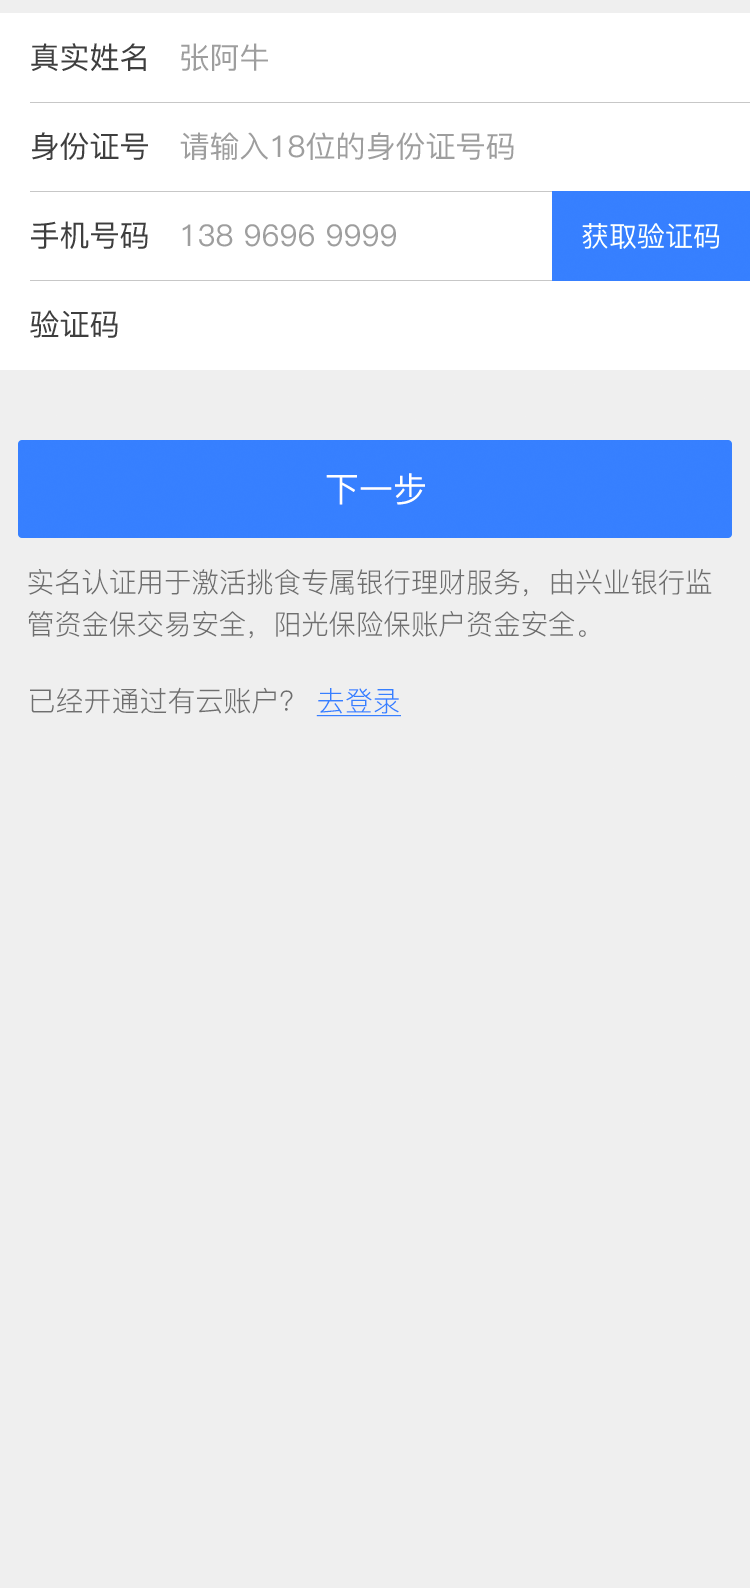 真实姓名 张阿牛
身份证号 请输入18位的身份证号码
手机号码 138 9696 9999 获取验证码
验证码
下一步
实名认证用于激活挑食专属银行理财服务，由兴业银行监
管资金保交易安全，阳光保险保账户资金安全。
已经开通过有云账户？ 去登录